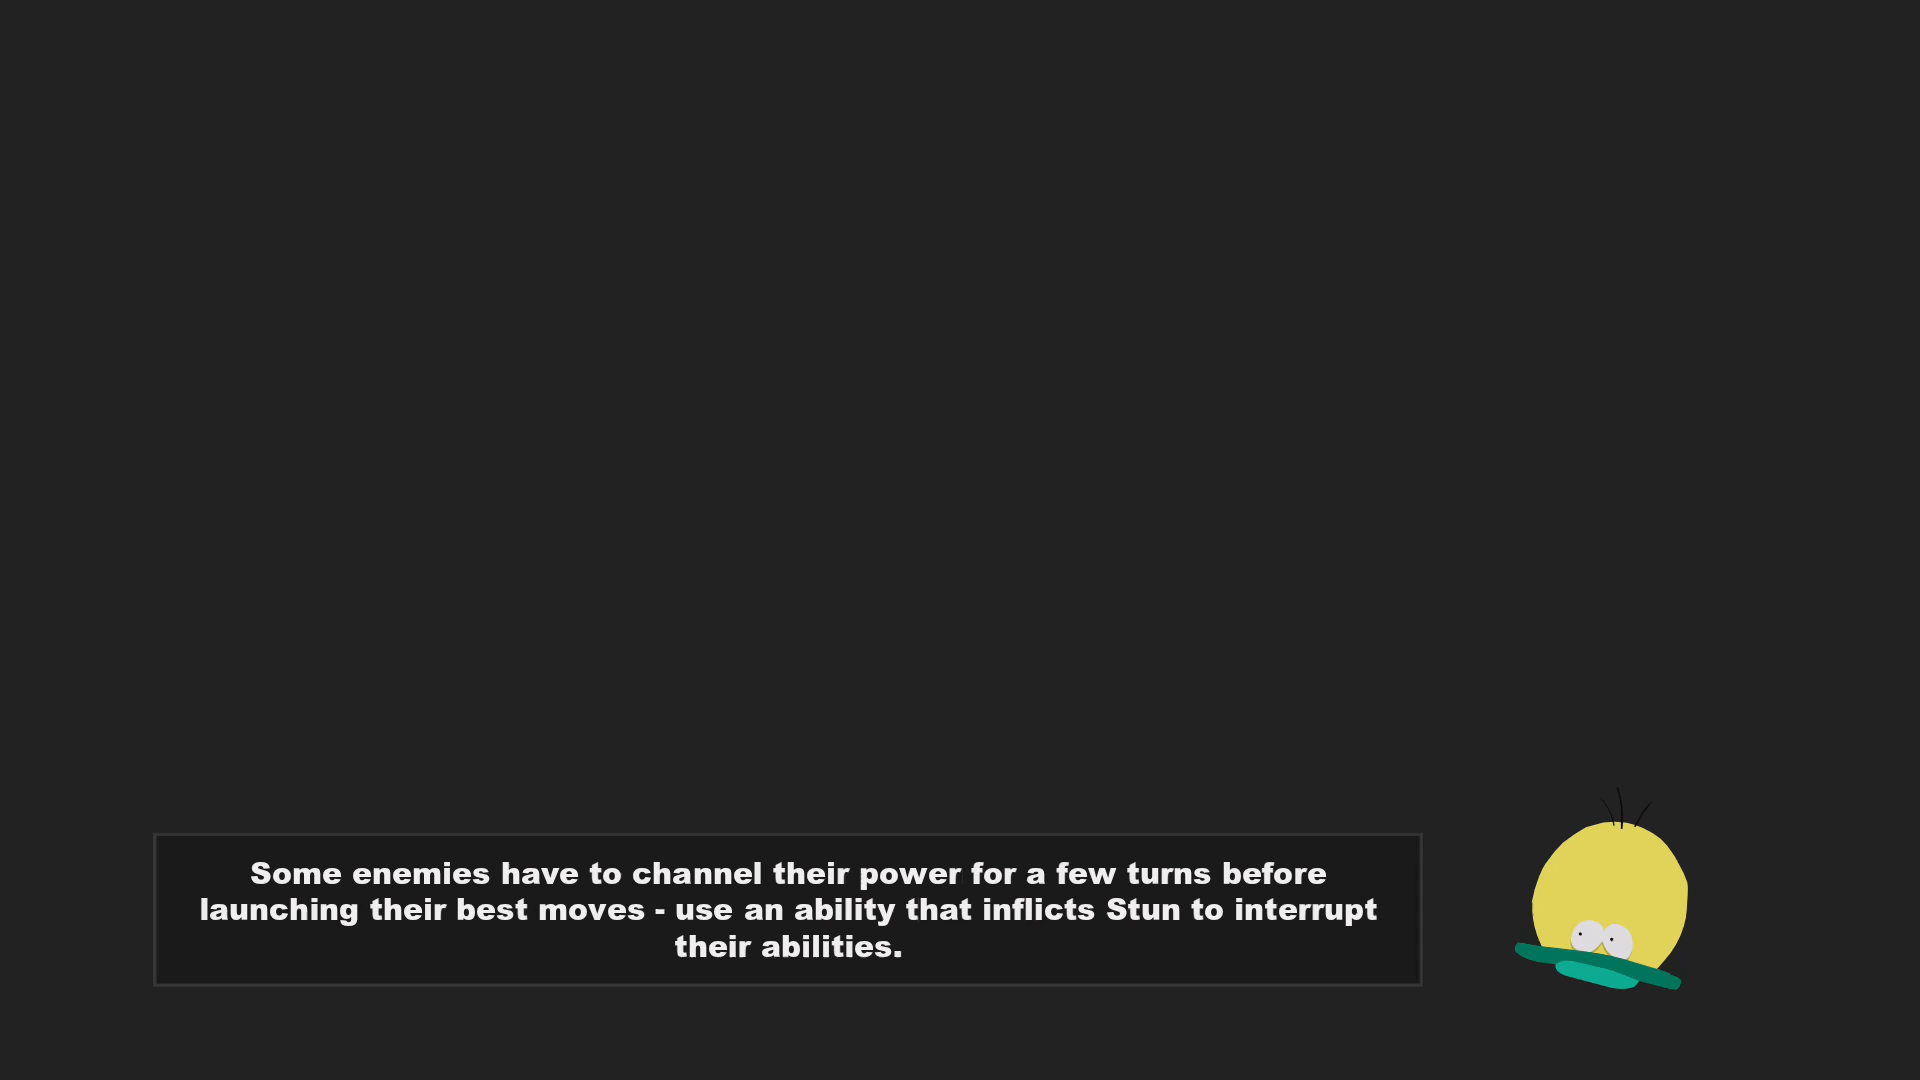 Some enemies have to channel their power for a few turns before
launching their best moves - use an ability that inflicts Stun to interrupt
their abilities.